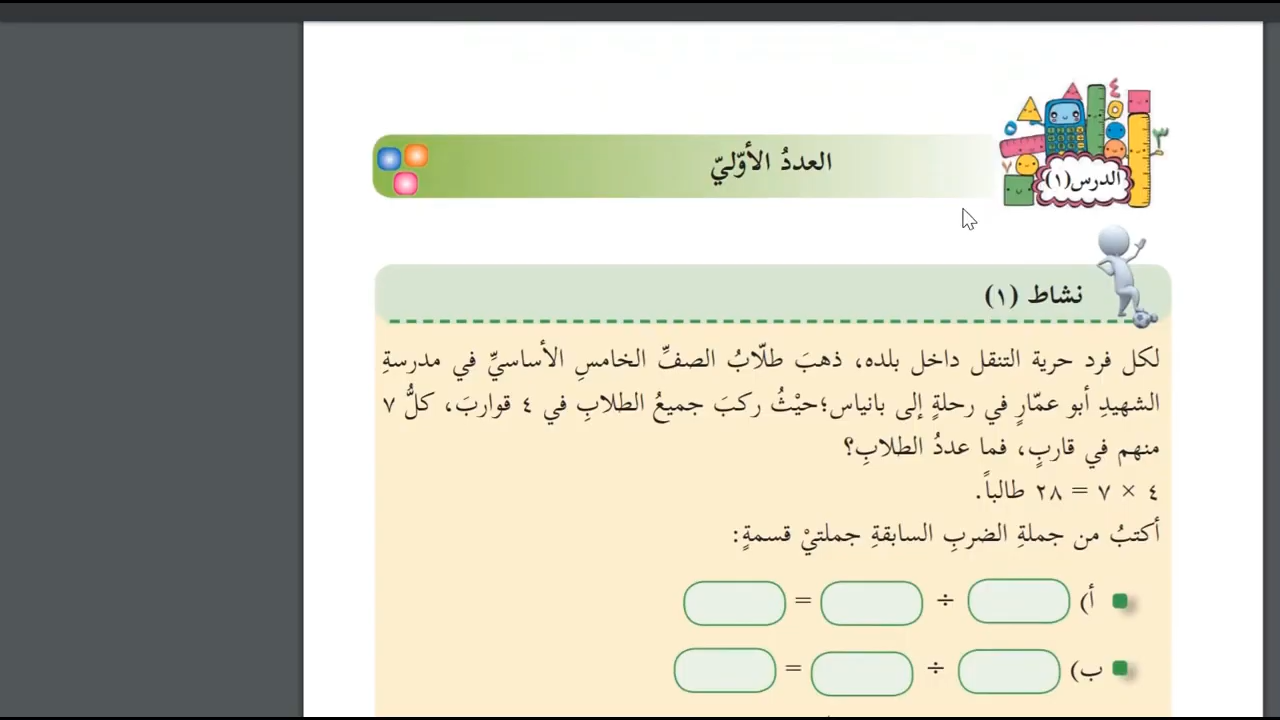 الدرس(١)
العددُ الأوّليّ
نشاط (١)
لكل فرد حرية التنقل داخل بلده، ذهبَ طلّابُ الصفِّ الخامسِ الأساسيِّ في مدرسةِ
الشهيدِ أبو عمّارٍ في رحلةٍ إلى بانياس؛حيْثُ ركبَ جميعُ الطلابِ في ٤ قواربَ، كلُّ ٧
منهم في قاربٍ، فما عددُ الطلابِ؟
٤ × ٧ = ٢٨ طالباً.
أكتبُ من جملةِ الضربِ السابقةِ جملتيْ قسمةٍ:
أ) ÷ =
ب) ÷ =